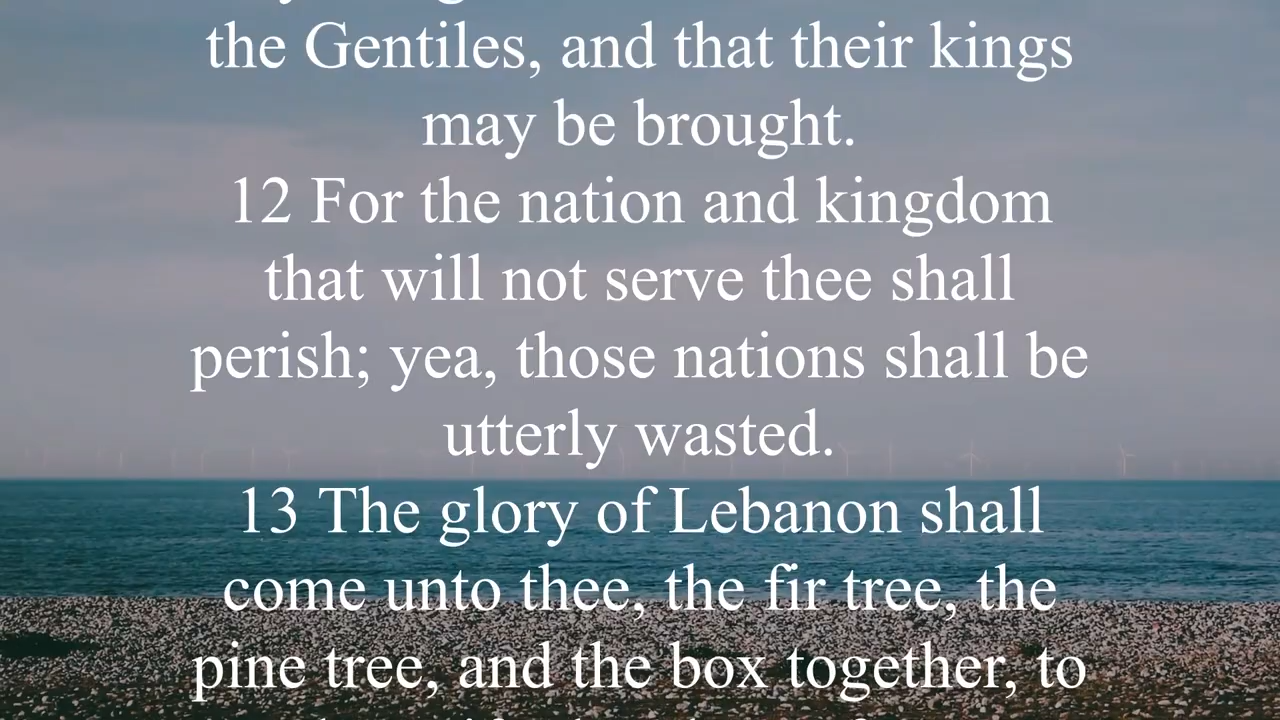 the Gentiles, and that their kings
may be brought.
12 For the nation and kingdom
that will not serve thee shall
perish; yea, those nations shall be
utterly wasted.
13 The glory of Lebanon shall
come unto thee, the fir tree, the
pine tree, and the box together, to